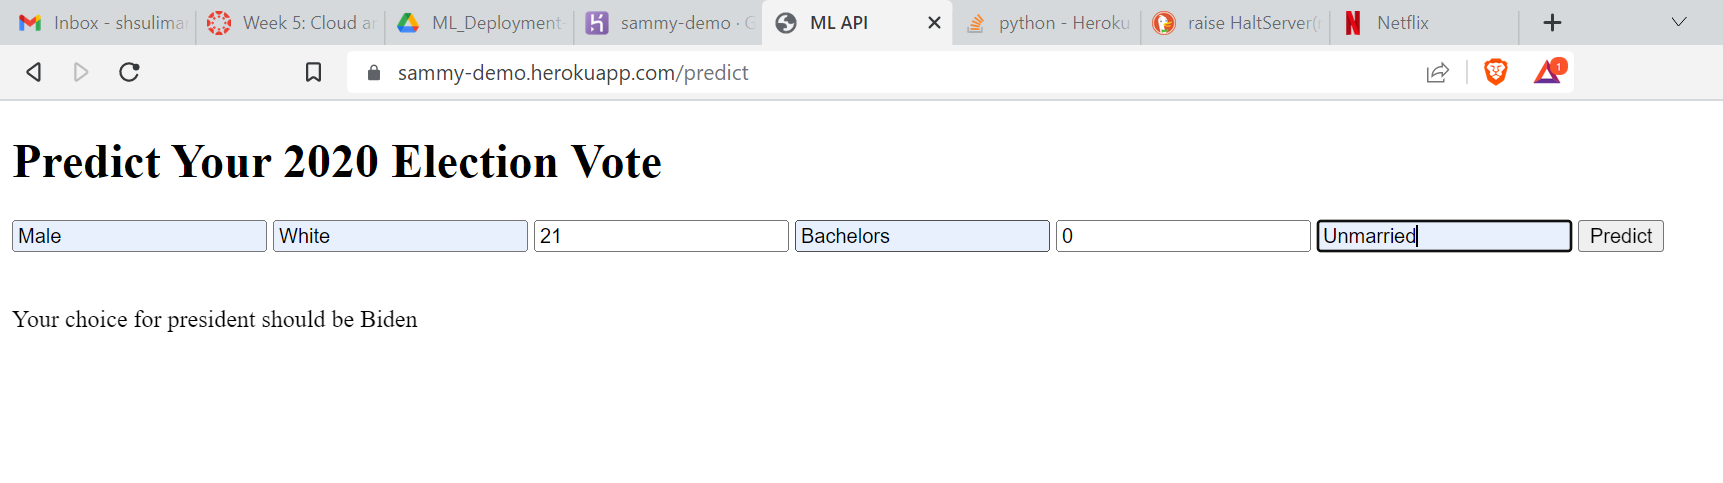 Inbox - shsulima Week 5: Cloud a ML_Deployment- sammy-demo · G ML API python - Heroku raise HaltServer(r Netflix
sammy-demo.herokuapp.com/predict 1
Predict Your 2020 Election Vote
Male White 21 Bachelors 0 Unmarried Predict
Your choice for president should be Biden